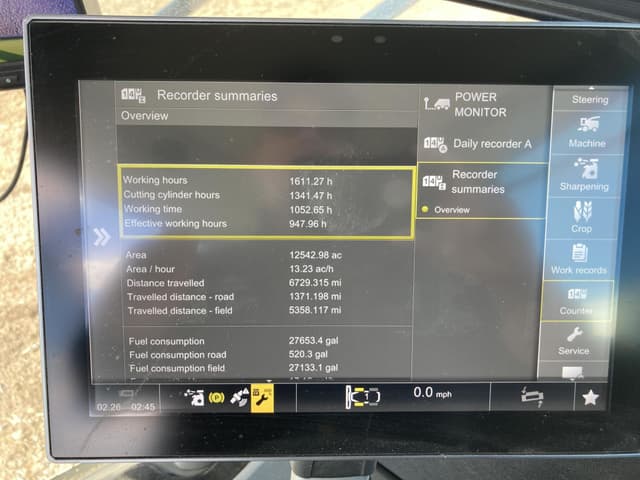 Recorder summaries
Overview
Working hours 1611.27 h
Cutting cylinder hours 1341.47 h
Working time 1052.65 h
Effective working hours 947.96 h
Area 12542.98 ac
Area / hour 13.23 ac/h
Distance travelled 6729.315 mi
Travelled distance - road 1371.198 mi
Travelled distance - field 5358.117 mi
Fuel consumption 27653.4 gal
Fuel consumption road 520.3 gal
Fuel consumption field 27133.1 gal
POWER
MONITOR
Daily recorder A
Recorder
summaries
Overview
Steering
Machine
Sharpening
Crop
Work records
Counter
Service
02.26 02:45
0.0 mph